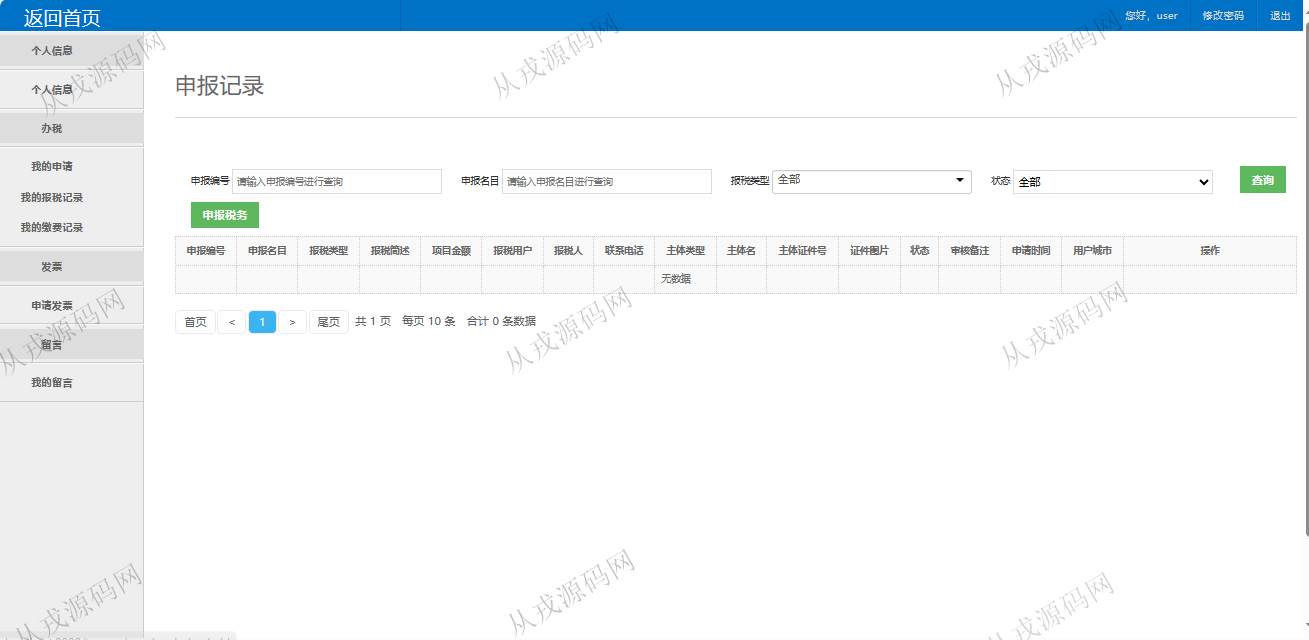 返回首页 您好，user 修改密码 退出
个人信息
个人信息
办税
我的申请
我的报税记录
我的缴要记录
发票
申请发票
留言
我的留言
申报记录
申报编号 请输入申报编号进行查询 申报名目 请输入申报名目进行查询 报税类型 全部 状态 全部 查询
申报税务
申报编号 申报名目 报税类型 报税简述 项目金额 报税用户 报税人 联系电话 主体类型 主体名 主体证件号 证件图片 状态 审核备注 申请时间 用户城市 操作
无数据
首页 < 1 > 尾页 共 1 页 每页 10 条 合计 0 条数据
从戎源码网
从戎源码网
从戎源码网
从戎源码网
从戎源码网
从戎源码网
从戎源码网
从戎源码网
从戎源码网